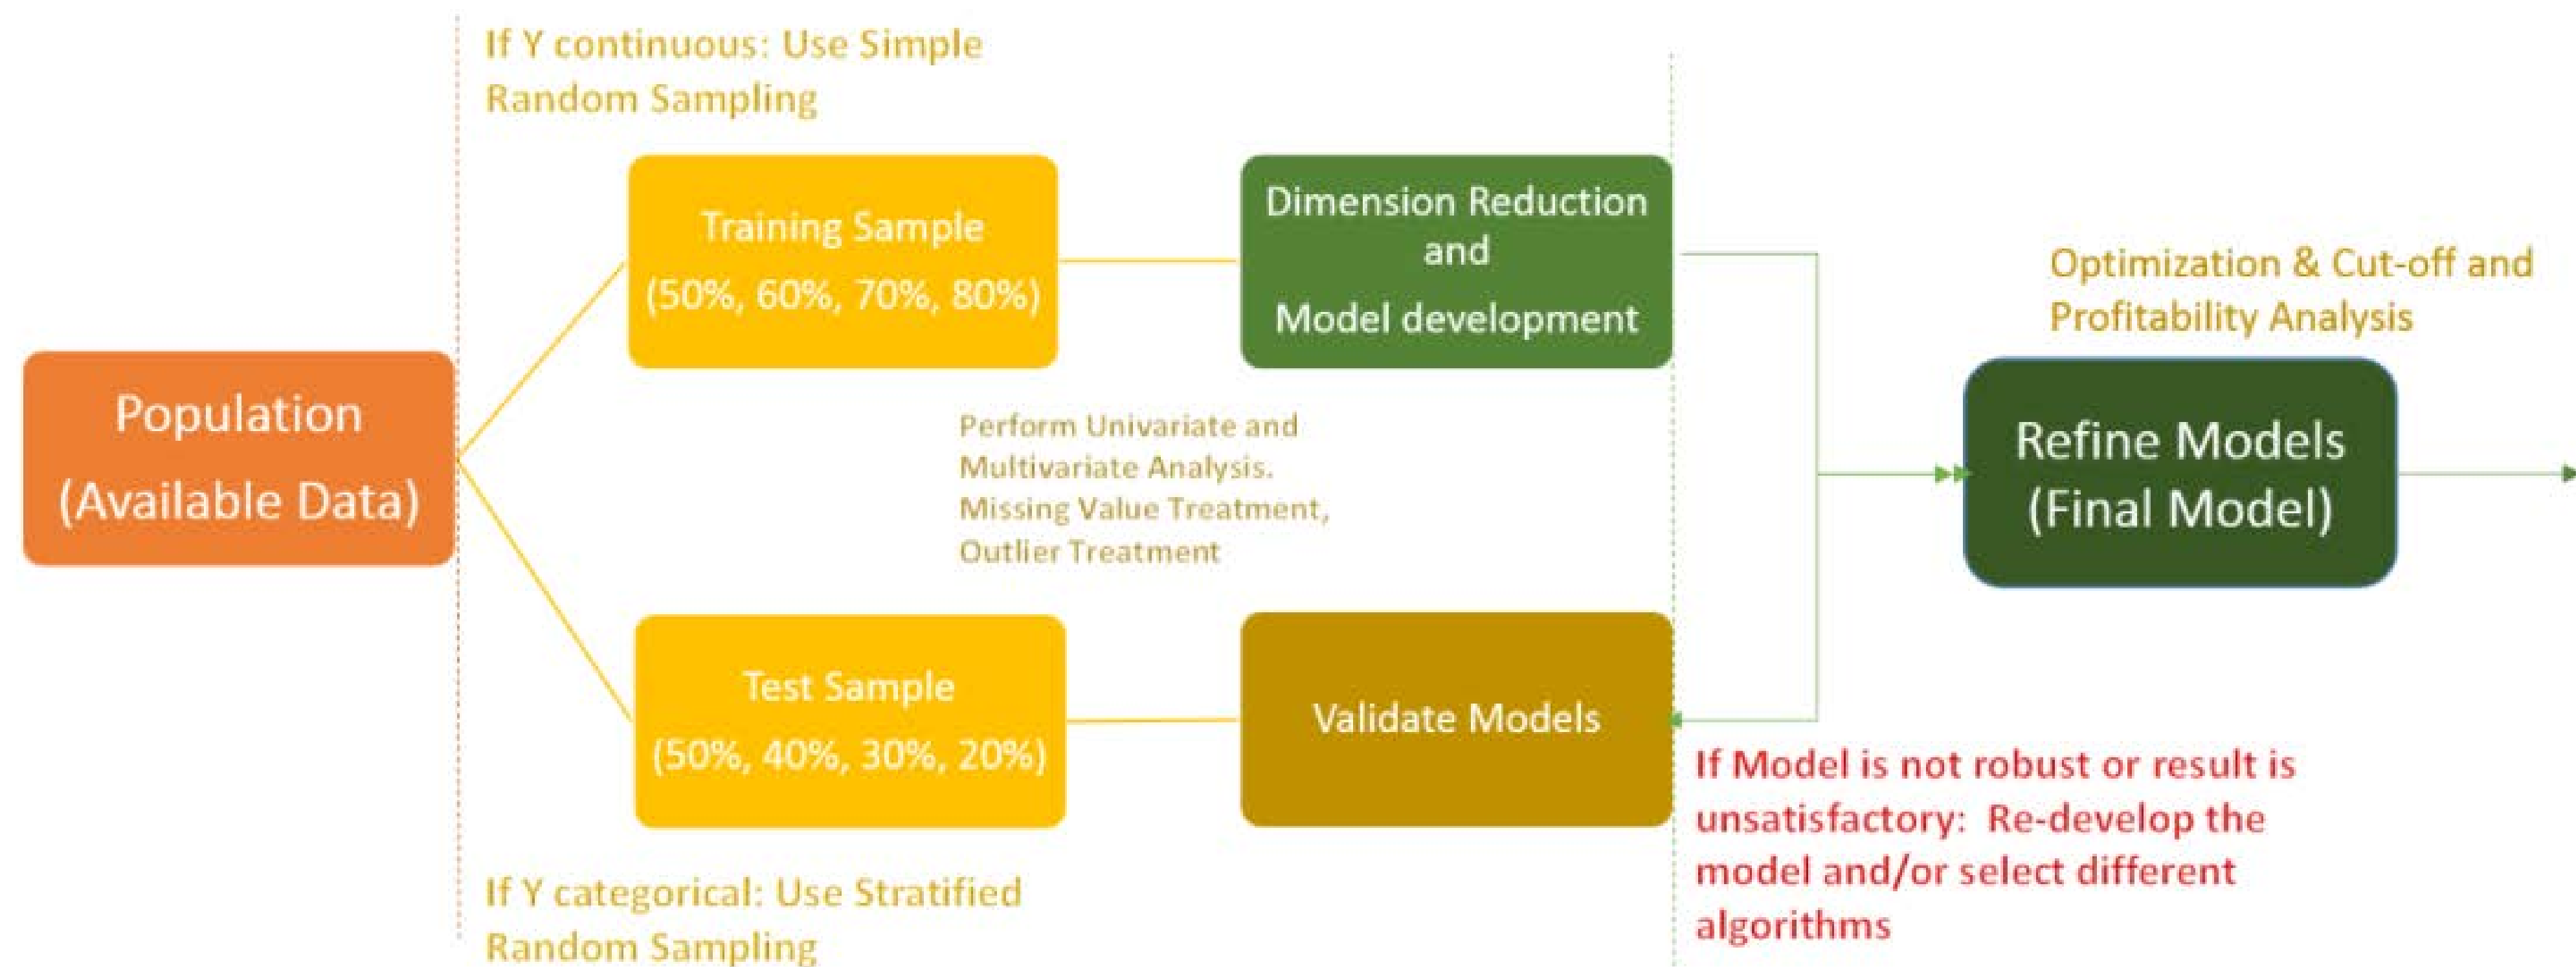 If Y continuous: Use Simple
Random Sampling
Training Sample
(50%, 60%, 70%, 80%)
Dimension Reduction
and
Model development
Optimization & Cut-off and
Profitability Analysis
Population
(Available Data)
Perform Univariate and
Multivariate Analysis.
Missing Value Treatment,
Outlier Treatment
Refine Models
(Final Model)
Test Sample
(50%, 40%, 30%, 20%)
Validate Models
If Model is not robust or result is
unsatisfactory: Re-develop the
model and/or select different
algorithms
If Y categorical: Use Stratified
Random Sampling